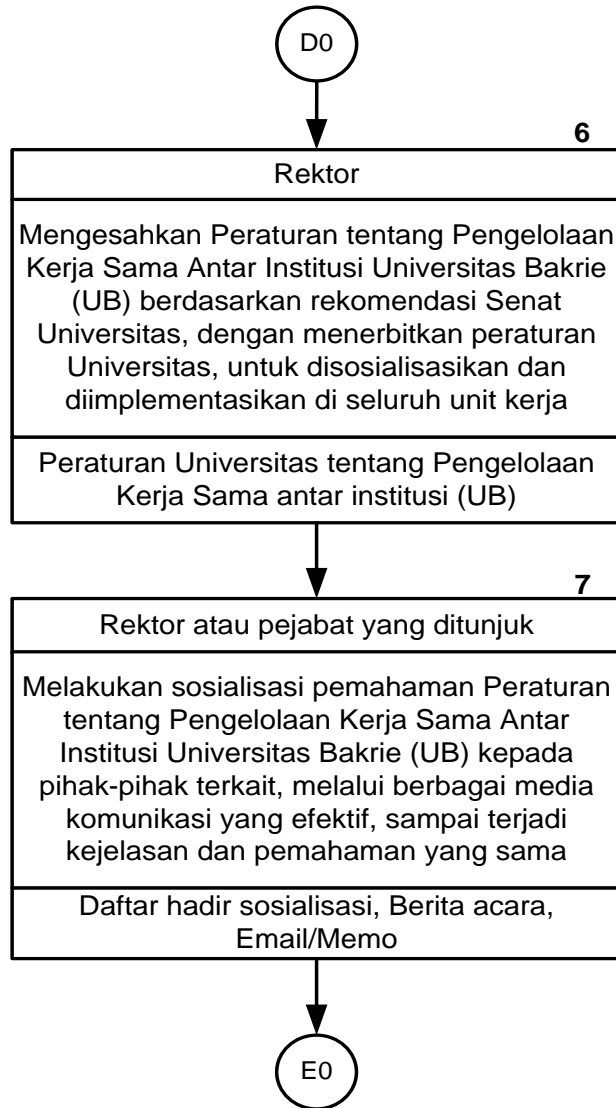 D0
6
Rektor
Mengesahkan Peraturan tentang Pengelolaan
Kerja Sama Antar Institusi Universitas Bakrie
(UB) berdasarkan rekomendasi Senat
Universitas, dengan menerbitkan peraturan
Universitas, untuk disosialisasikan dan
diimplementasikan di seluruh unit kerja
Peraturan Universitas tentang Pengelolaan
Kerja Sama antar institusi (UB)
7
Rektor atau pejabat yang ditunjuk
Melakukan sosialisasi pemahaman Peraturan
tentang Pengelolaan Kerja Sama Antar
Institusi Universitas Bakrie (UB) kepada
pihak-pihak terkait, melalui berbagai media
komunikasi yang efektif, sampai terjadi
kejelasan dan pemahaman yang sama
Daftar hadir sosialisasi, Berita acara,
Email/Memo
E0